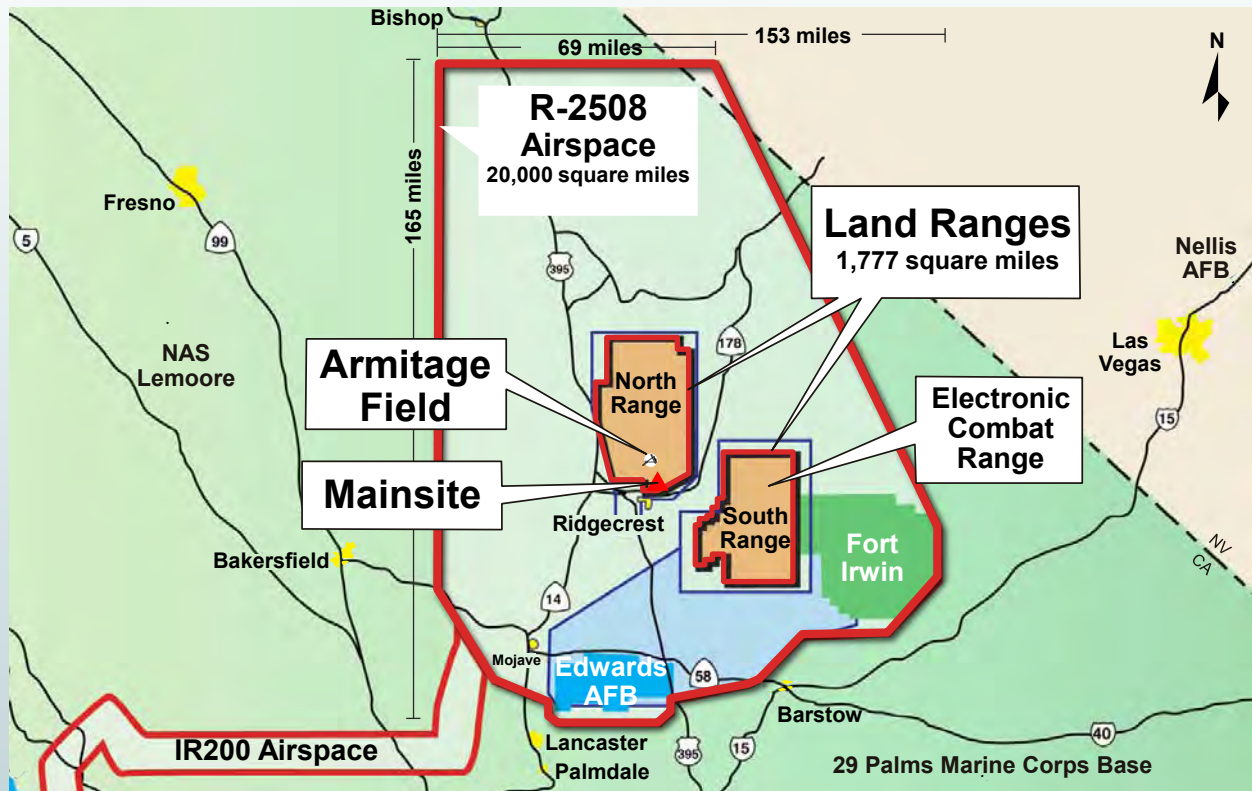 Bishop
153 miles
69 miles
N
R-2508
Airspace
20,000 square miles
165 miles
Fresno
99
5
395
Land Ranges
1,777 square miles
Nellis
AFB
Las
Vegas
NAS
Lemoore
178
Armitage
Field
North
Range
Electronic
Combat
Range
15
Mainsite
Ridgecrest
South
Range
Fort
Irwin
NV
CA
Bakersfield
14
Mojave
Edwards
AFB
58
Barstow
40
IR200 Airspace
Lancaster
Palmdale
395
15
29 Palms Marine Corps Base